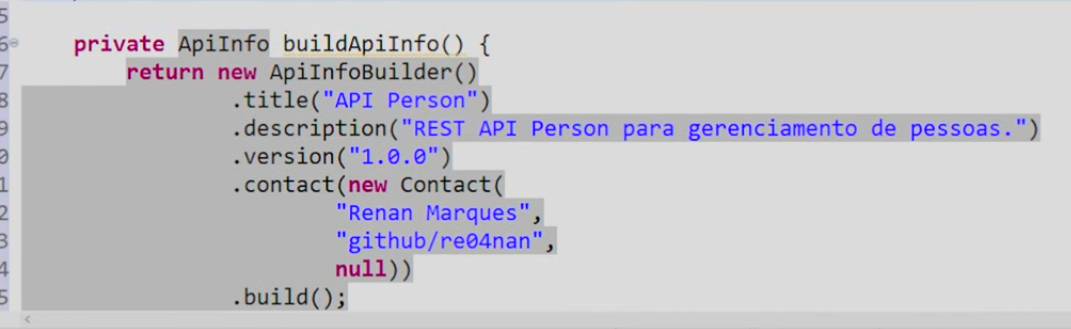 5
6 private ApiInfo buildApiInfo() {
7 return new ApiInfoBuilder()
8 .title("API Person")
9 .description("REST API Person para gerenciamento de pessoas.")
0 .version("1.0.0")
1 .contact(new Contact(
2 "Renan Marques",
3 "github/re04nan",
4 null))
5 .build();